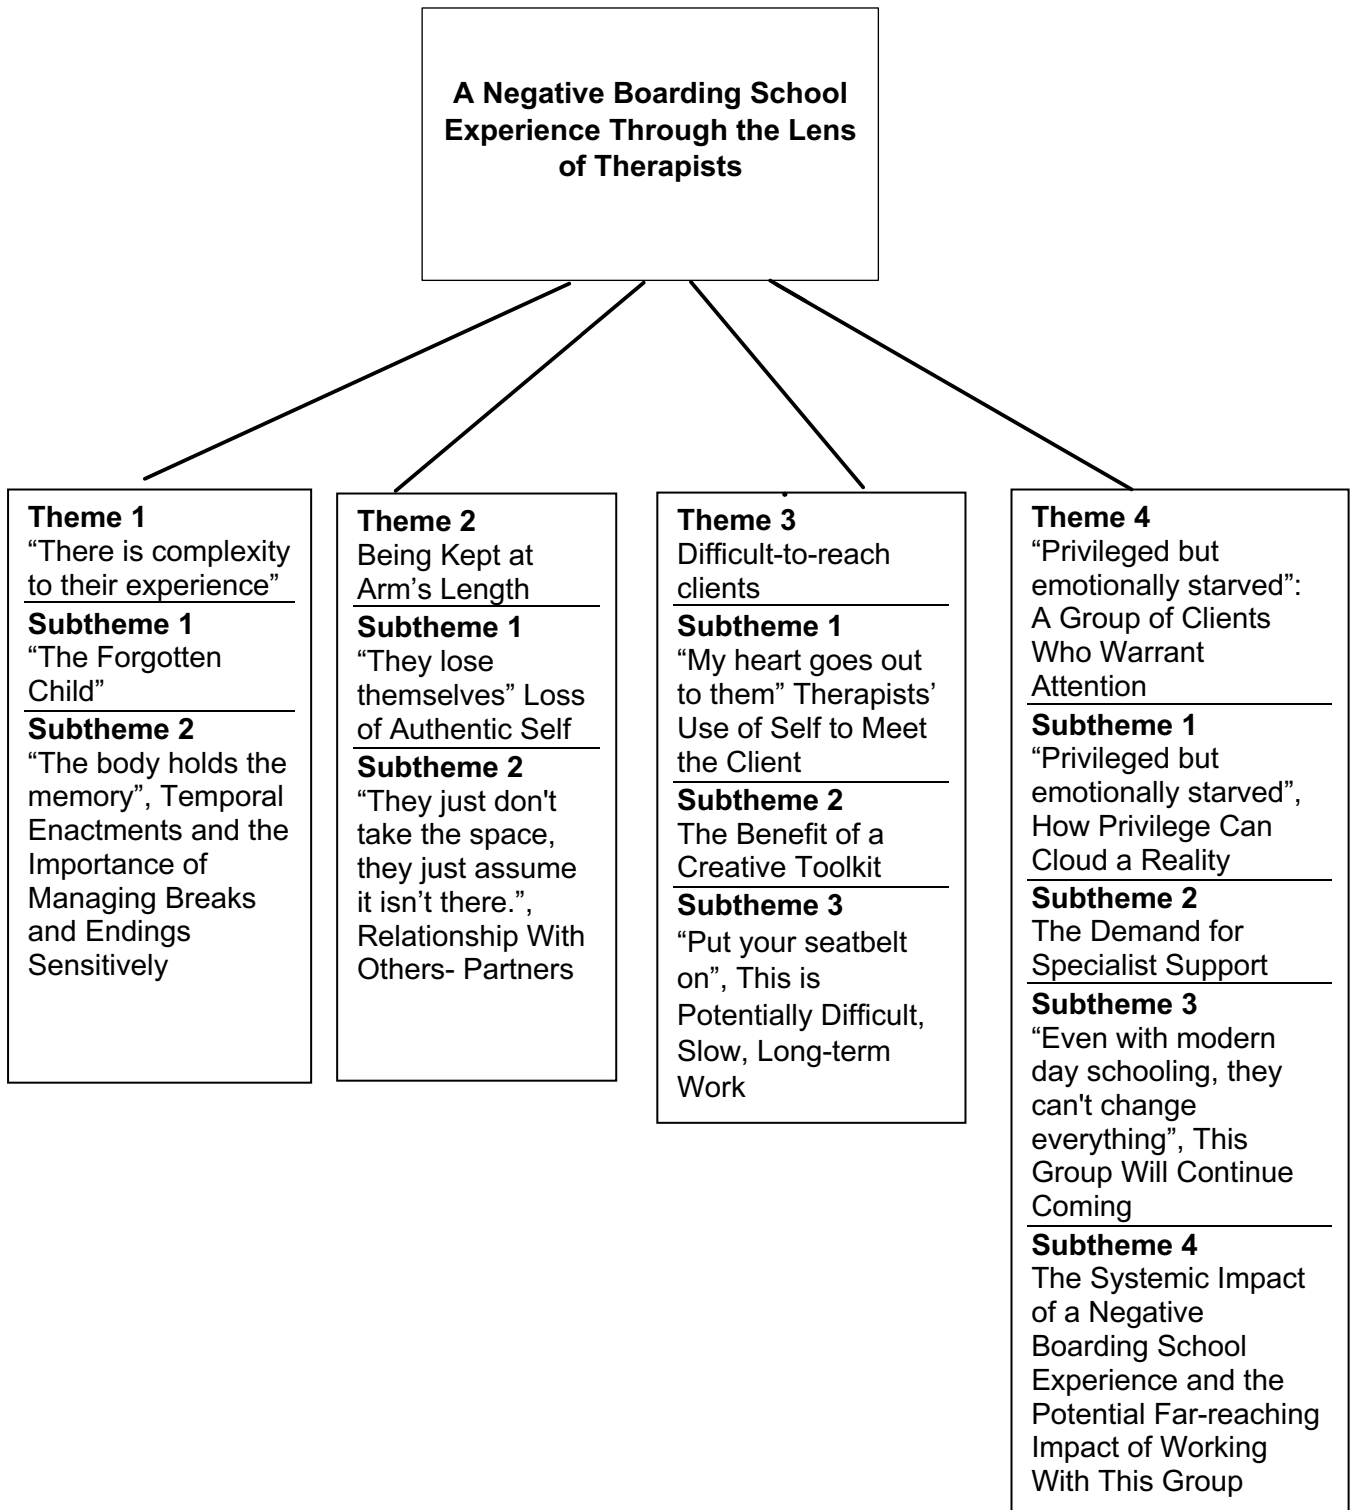 A Negative Boarding School
Experience Through the Lens
of Therapists
Theme 1
“There is complexity
to their experience”
Subtheme 1
“The Forgotten
Child”
Subtheme 2
“The body holds the
memory”, Temporal
Enactments and the
Importance of
Managing Breaks
and Endings
Sensitively
Theme 2
Being Kept at
Arm’s Length
Subtheme 1
“They lose
themselves” Loss
of Authentic Self
Subtheme 2
“They just don't
take the space,
they just assume
it isn’t there.”,
Relationship With
Others- Partners
Theme 3
Difficult-to-reach
clients
Subtheme 1
“My heart goes out
to them” Therapists’
Use of Self to Meet
the Client
Subtheme 2
The Benefit of a
Creative Toolkit
Subtheme 3
“Put your seatbelt
on”, This is
Potentially Difficult,
Slow, Long-term
Work
Theme 4
“Privileged but
emotionally starved”:
A Group of Clients
Who Warrant
Attention
Subtheme 1
“Privileged but
emotionally starved”,
How Privilege Can
Cloud a Reality
Subtheme 2
The Demand for
Specialist Support
Subtheme 3
“Even with modern
day schooling, they
can't change
everything”, This
Group Will Continue
Coming
Subtheme 4
The Systemic Impact
of a Negative
Boarding School
Experience and the
Potential Far-reaching
Impact of Working
With This Group